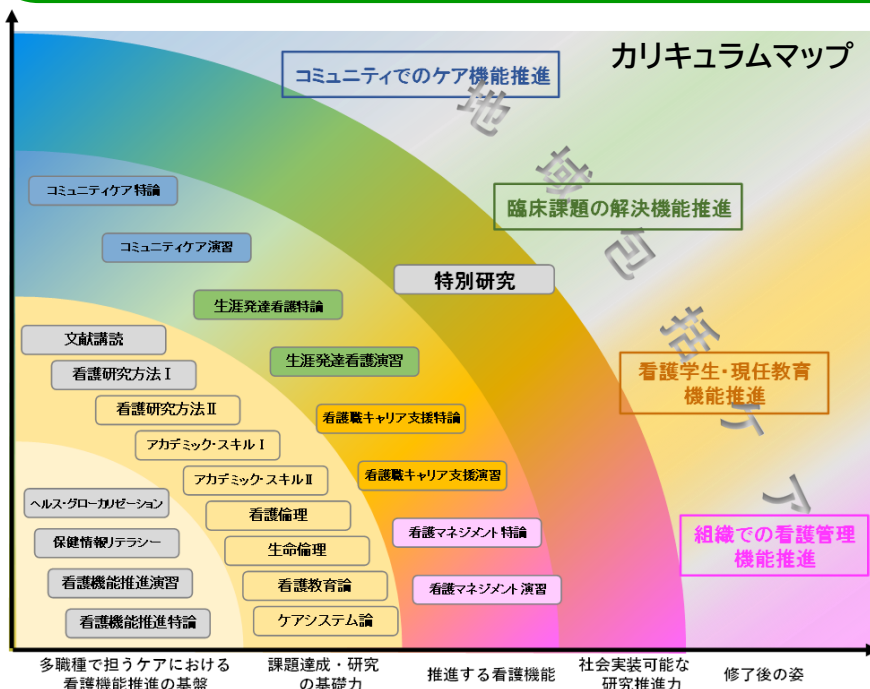 カリキュラムマップ
コミュニティでのケア機能推進
地域包括ケア
臨床課題の解決機能推進
看護学生・現任教育
機能推進
組織での看護管理
機能推進
コミュニティケア特論
コミュニティケア演習
特別研究
生涯発達看護特論
生涯発達看護演習
文献講読
看護研究方法Ⅰ
看護研究方法Ⅱ
アカデミック・スキルⅠ
アカデミック・スキルⅡ
看護職キャリア支援特論
看護職キャリア支援演習
看護倫理
生命倫理
看護教育論
ケアシステム論
看護マネジメント特論
看護マネジメント演習
ヘルス・グローカリゼーション
保健情報リテラシー
看護機能推進演習
看護機能推進特論
多職種で担うケアにおける
看護機能推進の基盤
課題達成・研究
の基礎力
推進する看護機能
社会実装可能な
研究推進力
修了後の姿